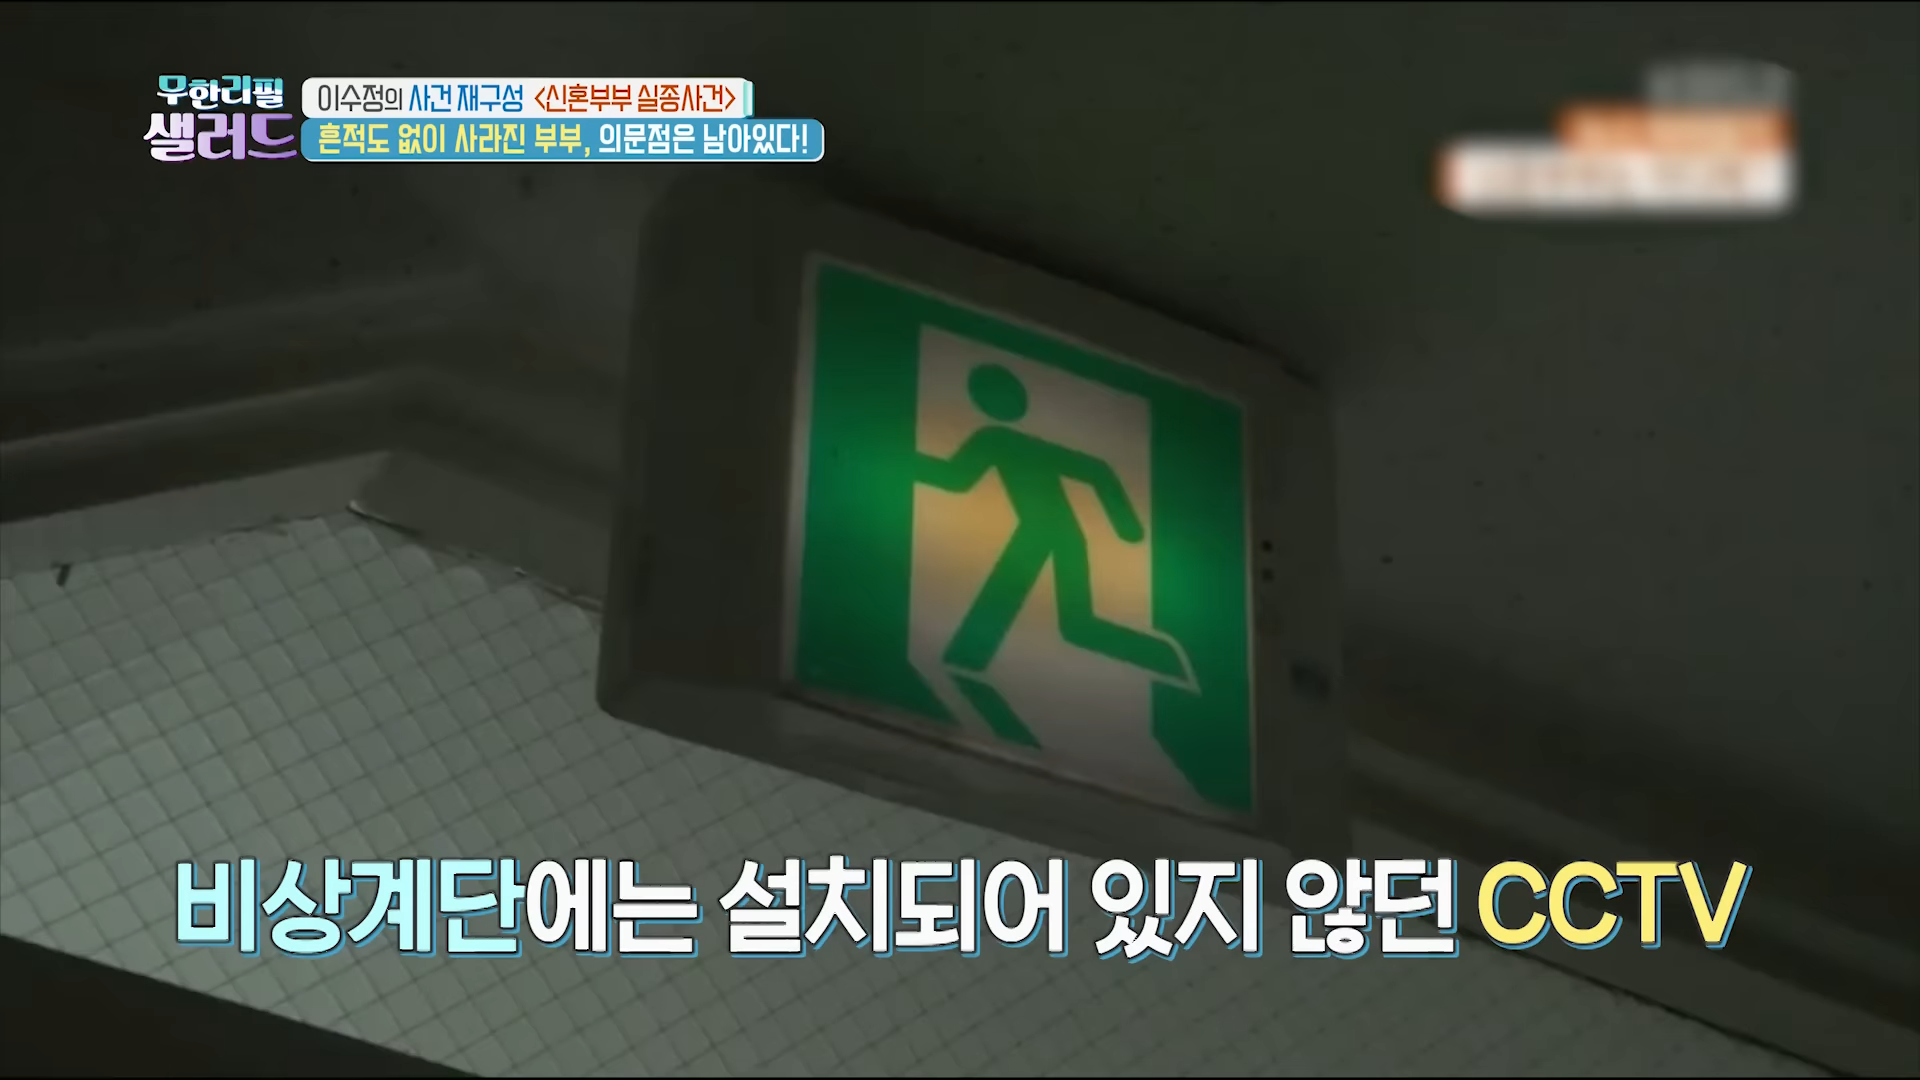 무한리필
샐러드
이수정의 사건 재구성 <신혼부부 실종사건>
흔적도 없이 사라진 부부, 의문점은 남아있다!
비상계단에는 설치되어 있지 않던 CCTV